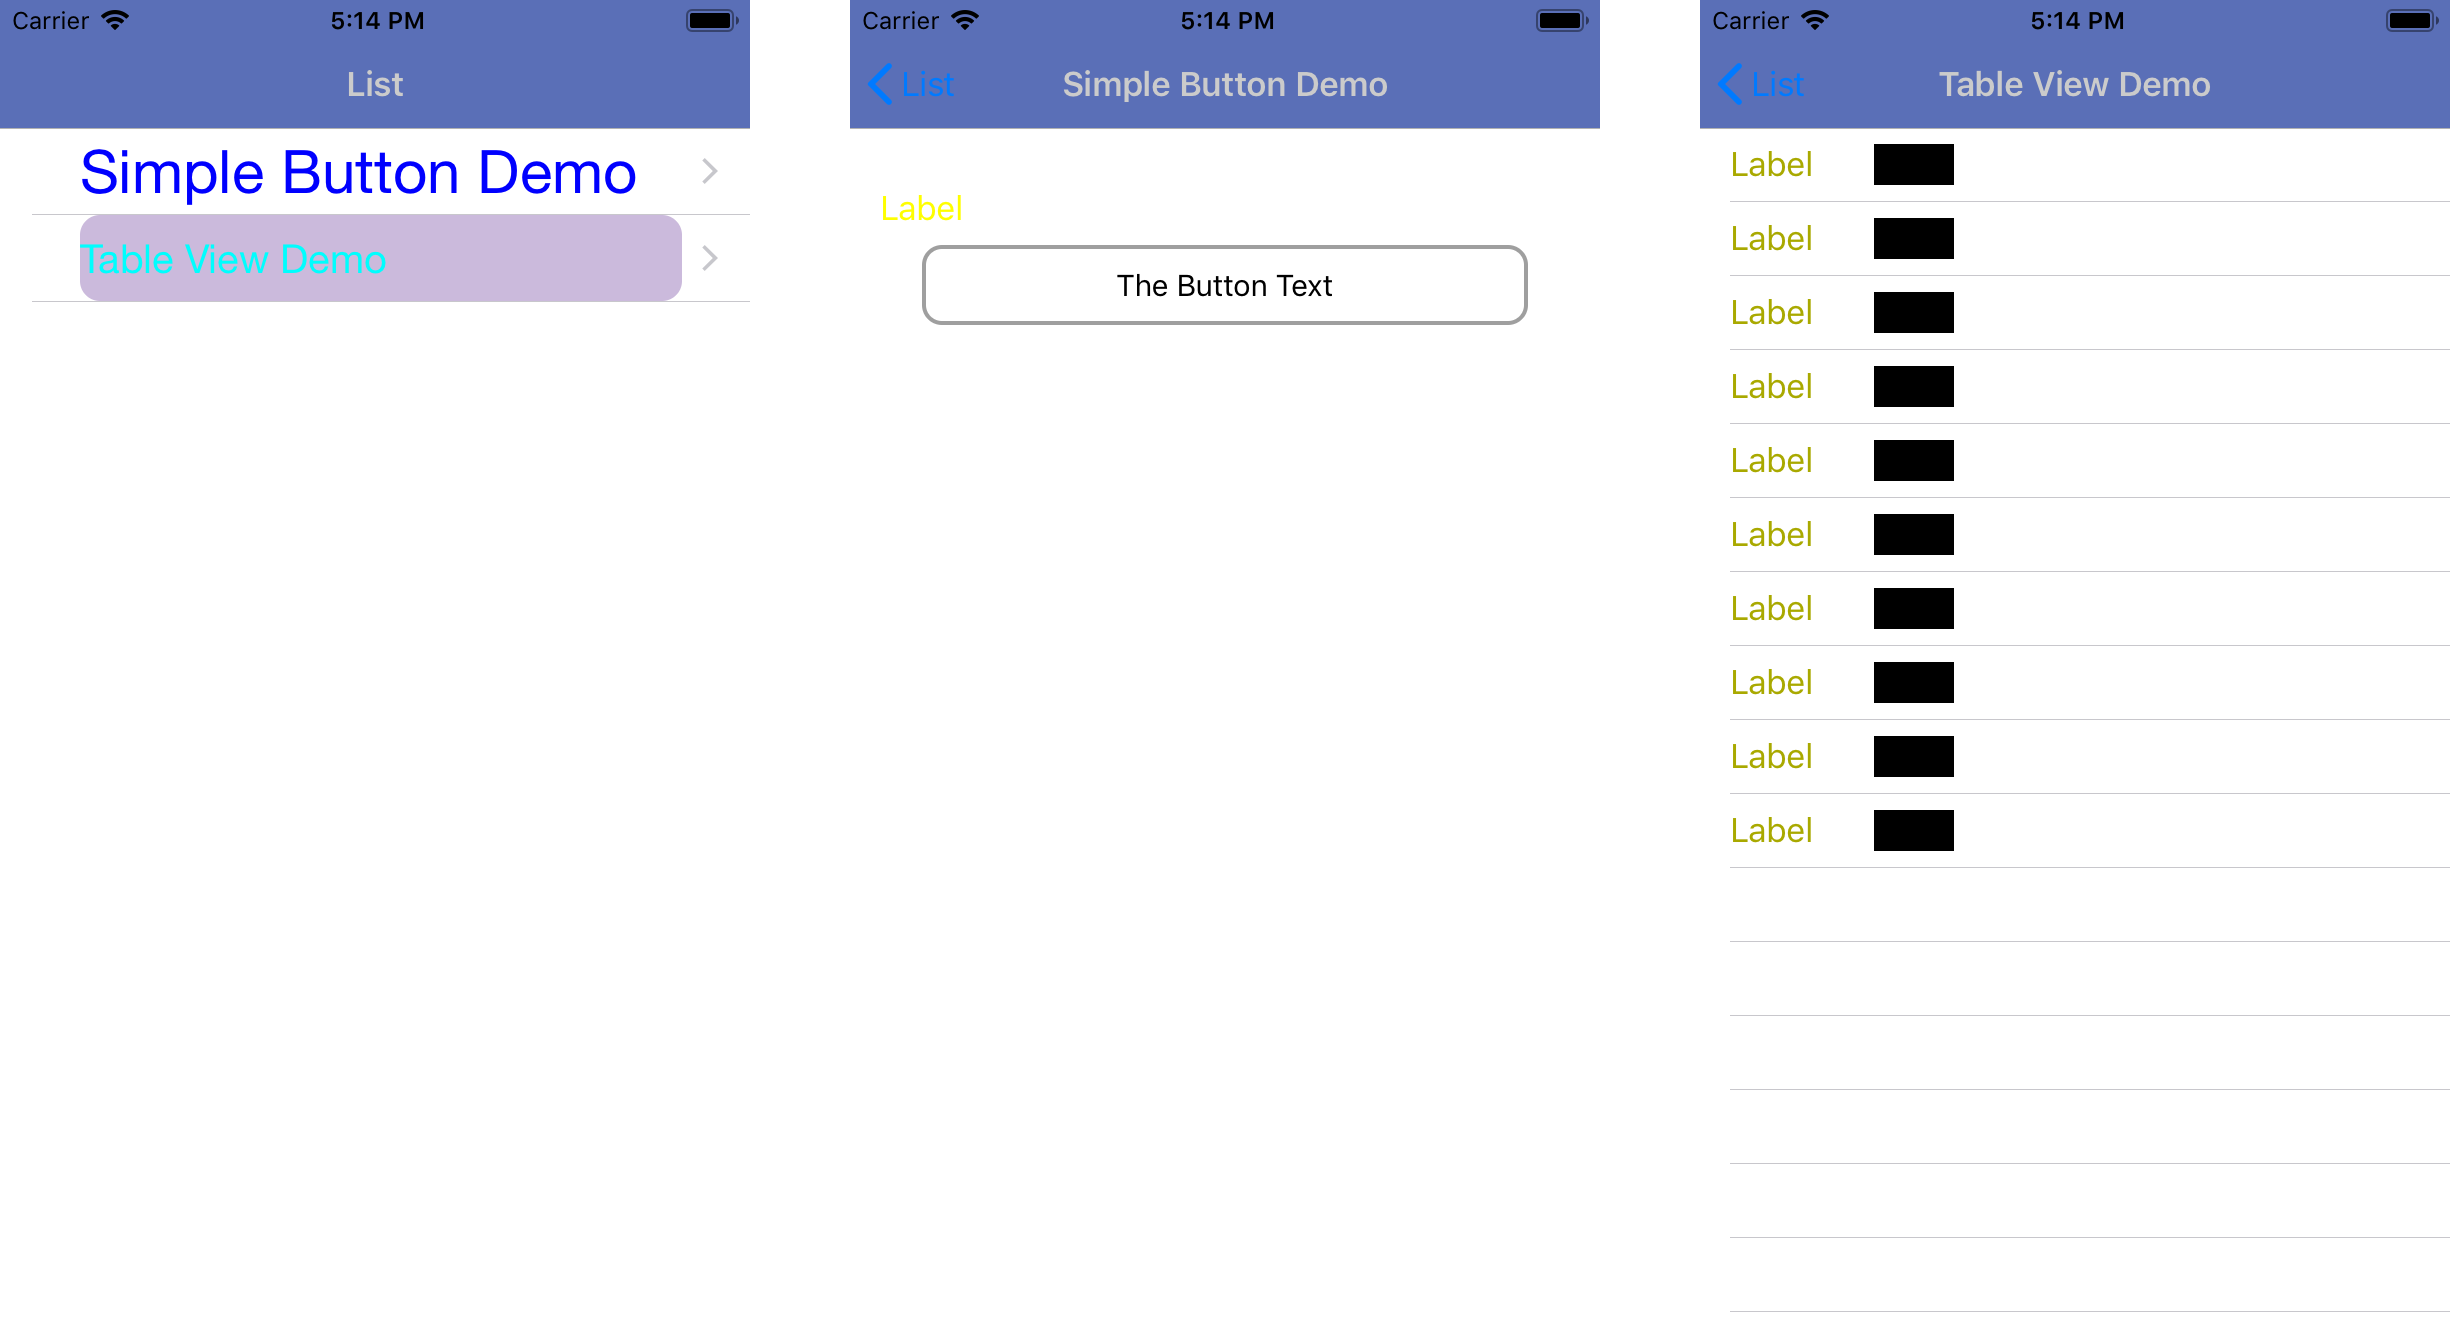 Carrier 5:14 PM
List
Simple Button Demo
Table View Demo
Carrier 5:14 PM
List Simple Button Demo
Label
The Button Text
Carrier 5:14 PM
List Table View Demo
Label
Label
Label
Label
Label
Label
Label
Label
Label
Label